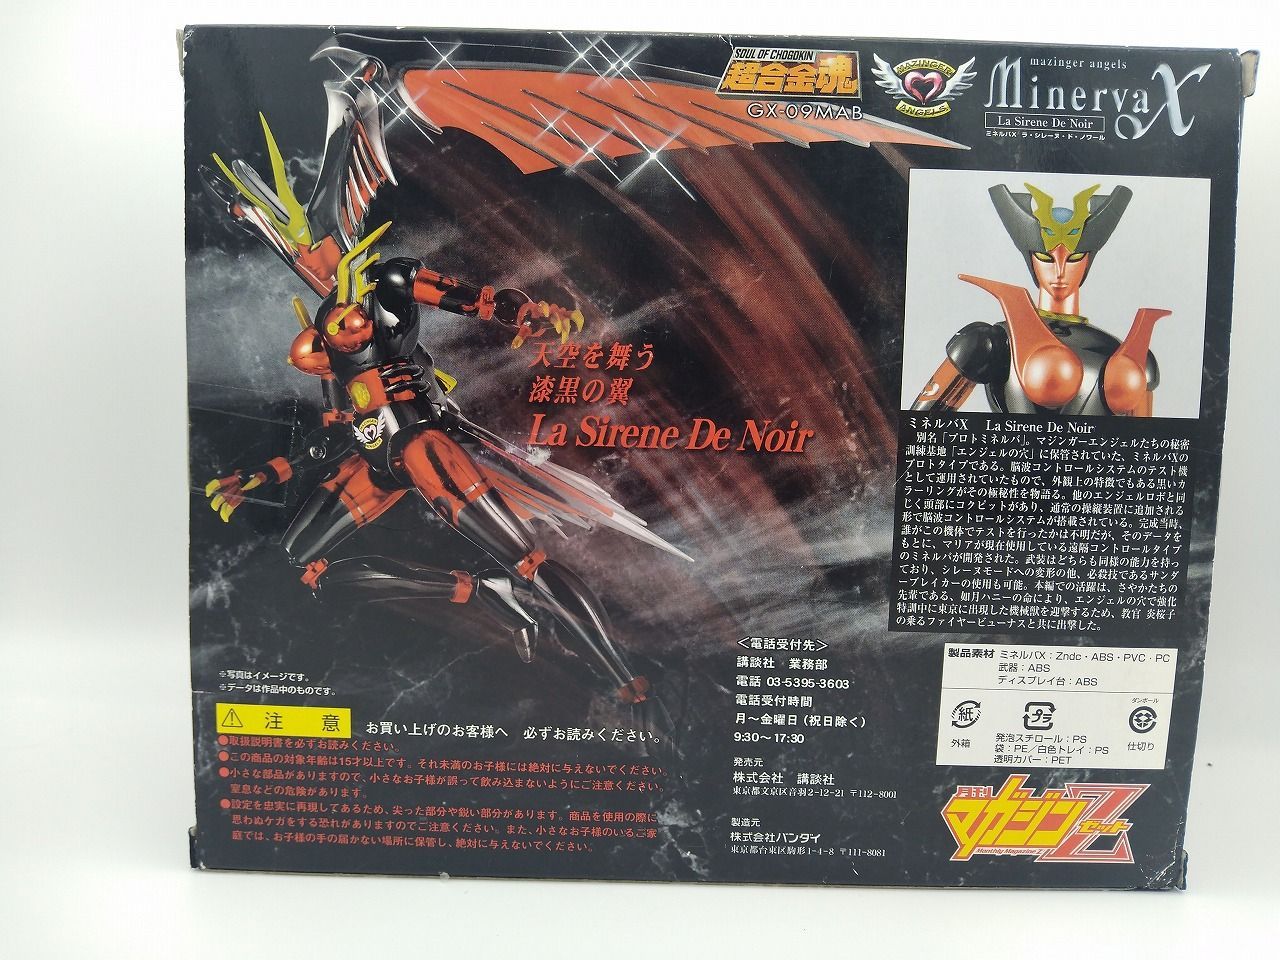 SOUL OF CHOGOKIN
超合金魂
GX-09MAB
MAZINGER
ANGELS
mazinger angels
Minerva X
La Sirene De Noir
ミネルバX ラ・シレーヌ・ド・ノワール
天空を舞う
漆黒の翼
La Sirene De Noir
ミネルバX La Sirene De Noir
別名「プロトミネルバ」。マジンガーエンジェルたちの秘密
訓練基地「エンジェルの穴」に保管されていた、ミネルバXの
プロトタイプである。脳波コントロールシステムのテスト機
として運用されていたもので、外観上の特徴でもある黒いカ
ラーリングがその極秘性を物語る。他のエンジェルロボと同
じく頭部にコクピットがあり、通常の操縦装置に追加される
形で脳波コントロールシステムが搭載されている。完成当時、
誰がこの機体でテストを行ったかは不明だが、そのデータを
もとに、マリアが現在使用している遠隔コントロールタイプ
のミネルバが開発された。武装はどちらも同様の能力を持っ
ており、シレーヌモードへの変形の他、必殺技であるサンダ
ーブレイカーの使用も可能。本編での活躍は、さやかたちの
先輩である、如月ハニーの命により、エンジェルの穴で強化
特訓中に東京に出現した機械獣を迎撃するため、教官 炎桜子
の乗るファイヤービューナスと共に出撃した。
※写真はイメージです。
※データは作品中のものです。
注意
お買い上げのお客様へ 必ずお読みください。
●取扱説明書を必ずお読みください。
●この商品の対象年齢は15才以上です。それ未満のお子様には絶対に与えないでください。
●小さな部品がありますので、小さなお子様が誤って飲み込まないようにご注意ください。
窒息などの危険があります。
●設定を忠実に再現してあるため、尖った部分や鋭い部分があります。商品を使用の際に
思わぬケガをする恐れがありますのでご注意ください。また、小さなお子様のいるご家
庭では、お子様の手の届かない場所に保管し、絶対に与えないでください。
＜電話受付先＞
講談社 業務部
電話 03-5395-3603
電話受付時間
月～金曜日(祝日除く)
9:30～17:30
発売元
株式会社 講談社
東京都文京区音羽2-12-21 〒112-8001
製造元
株式会社バンダイ
東京都台東区駒形1-4-8 〒111-8081
製品素材 ミネルバX：Zndc・ABS・PVC・PC
武器：ABS
ディスプレイ台：ABS
紙
外箱
プラ
発泡スチロール：PS
袋：PE／白色トレイ：PS
透明カバー：PET
ダンボール
仕切り
月刊
マガジンZ
ゼット
Monthly Magazine Z